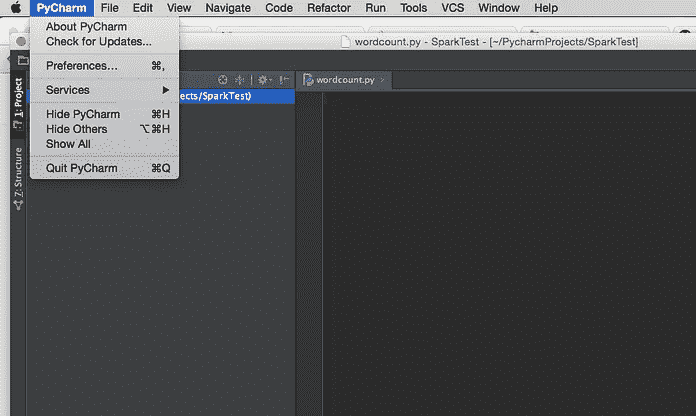 PyCharm File Edit View Navigate Code Refactor Run Tools VCS Window Help
About PyCharm
Check for Updates...
Preferences... ⌘,
Services ▶
Hide PyCharm ⌘H
Hide Others ⌥⌘H
Show All
Quit PyCharm ⌘Q
wordcount.py - SparkTest - [~/PycharmProjects/SparkTest]
1: Project
7: Structure
ects/SparkTest)
wordcount.py ×